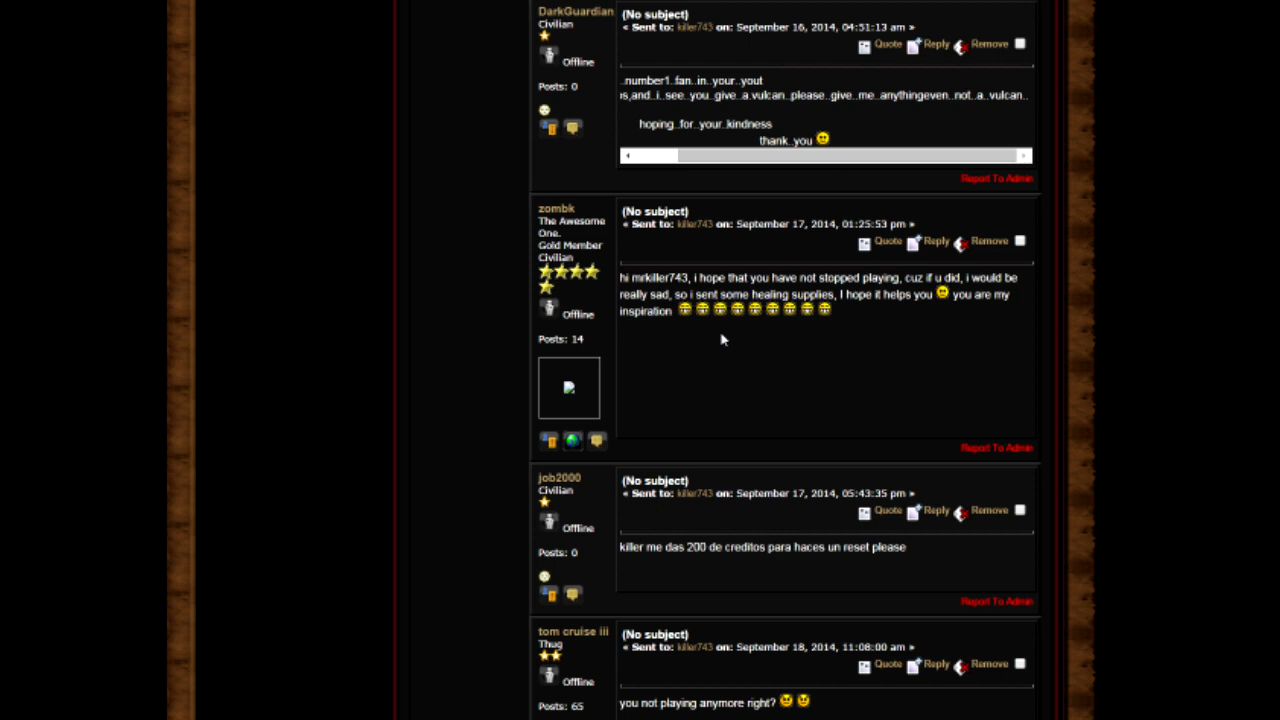 DarkGuardian
Civilian
Offline
Posts: 0
(No subject)
« Sent to: killer743 on: September 16, 2014, 04:51:13 am »
Quote Reply Remove
..number1..fan..in..your..yout
s,and..i..see..you..give..a.vulcan..please..give..me..anythingeven..not..a..vulcan..
hoping..for..your..kindness
thank..you
Report To Admin
zombk
The Awesome
One.
Gold Member
Civilian
Offline
Posts: 14
(No subject)
« Sent to: killer743 on: September 17, 2014, 01:25:53 pm »
Quote Reply Remove
hi mrkiller743, i hope that you have not stopped playing, cuz if u did, i would be
really sad, so i sent some healing supplies, I hope it helps you you are my
inspiration
Report To Admin
job2000
Civilian
Offline
Posts: 0
(No subject)
« Sent to: killer743 on: September 17, 2014, 05:43:35 pm »
Quote Reply Remove
killer me das 200 de creditos para haces un reset please
Report To Admin
tom cruise iii
Thug
Offline
Posts: 65
(No subject)
« Sent to: killer743 on: September 18, 2014, 11:08:00 am »
Quote Reply Remove
you not playing anymore right?